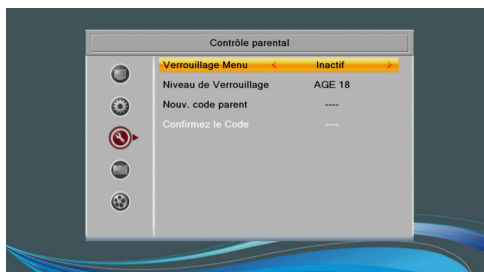 Contrôle parental
Verrouillage Menu < Inactif >
Niveau de Verrouillage AGE 18
Nouv. code parent ----
Confirmez le Code ----